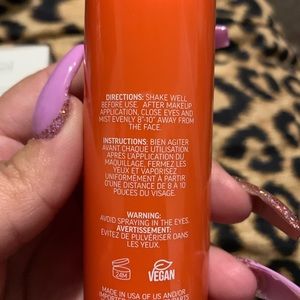 DIRECTIONS: SHAKE WELL
BEFORE USE. AFTER MAKEUP
APPLICATION, CLOSE EYES AND
MIST EVENLY 8"-10" AWAY FROM
THE FACE.
INSTRUCTIONS: BIEN AGITER
AVANT CHAQUE UTILISATION.
APRÈS L'APPLICATION DU
MAQUILLAGE, FERMEZ LES
YEUX ET VAPORISEZ
UNIFORMÉMENT À PARTIR
D'UNE DISTANCE DE 8 À 10
POUCES DU VISAGE.
WARNING:
AVOID SPRAYING IN THE EYES.
AVERTISSEMENT:
ÉVITEZ DE PULVÉRISER DANS
LES YEUX.
24M
VEGAN
MADE IN USA OF US AND/OR